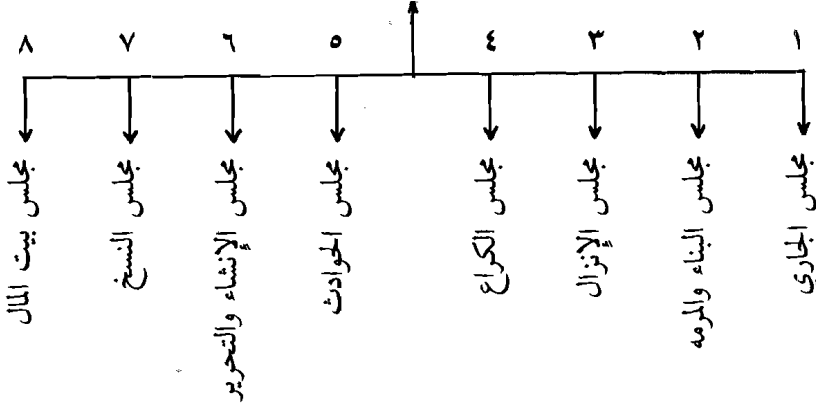 ١
٢
٣
٤
٥
٦
٧
٨
مجلس الجاري
مجلس البناء والمرمه
مجلس الإنزال
مجلس الكراع
مجلس الحوادث
مجلس الإنشاء والتحرير
مجلس النسخ
مجلس بيت المال